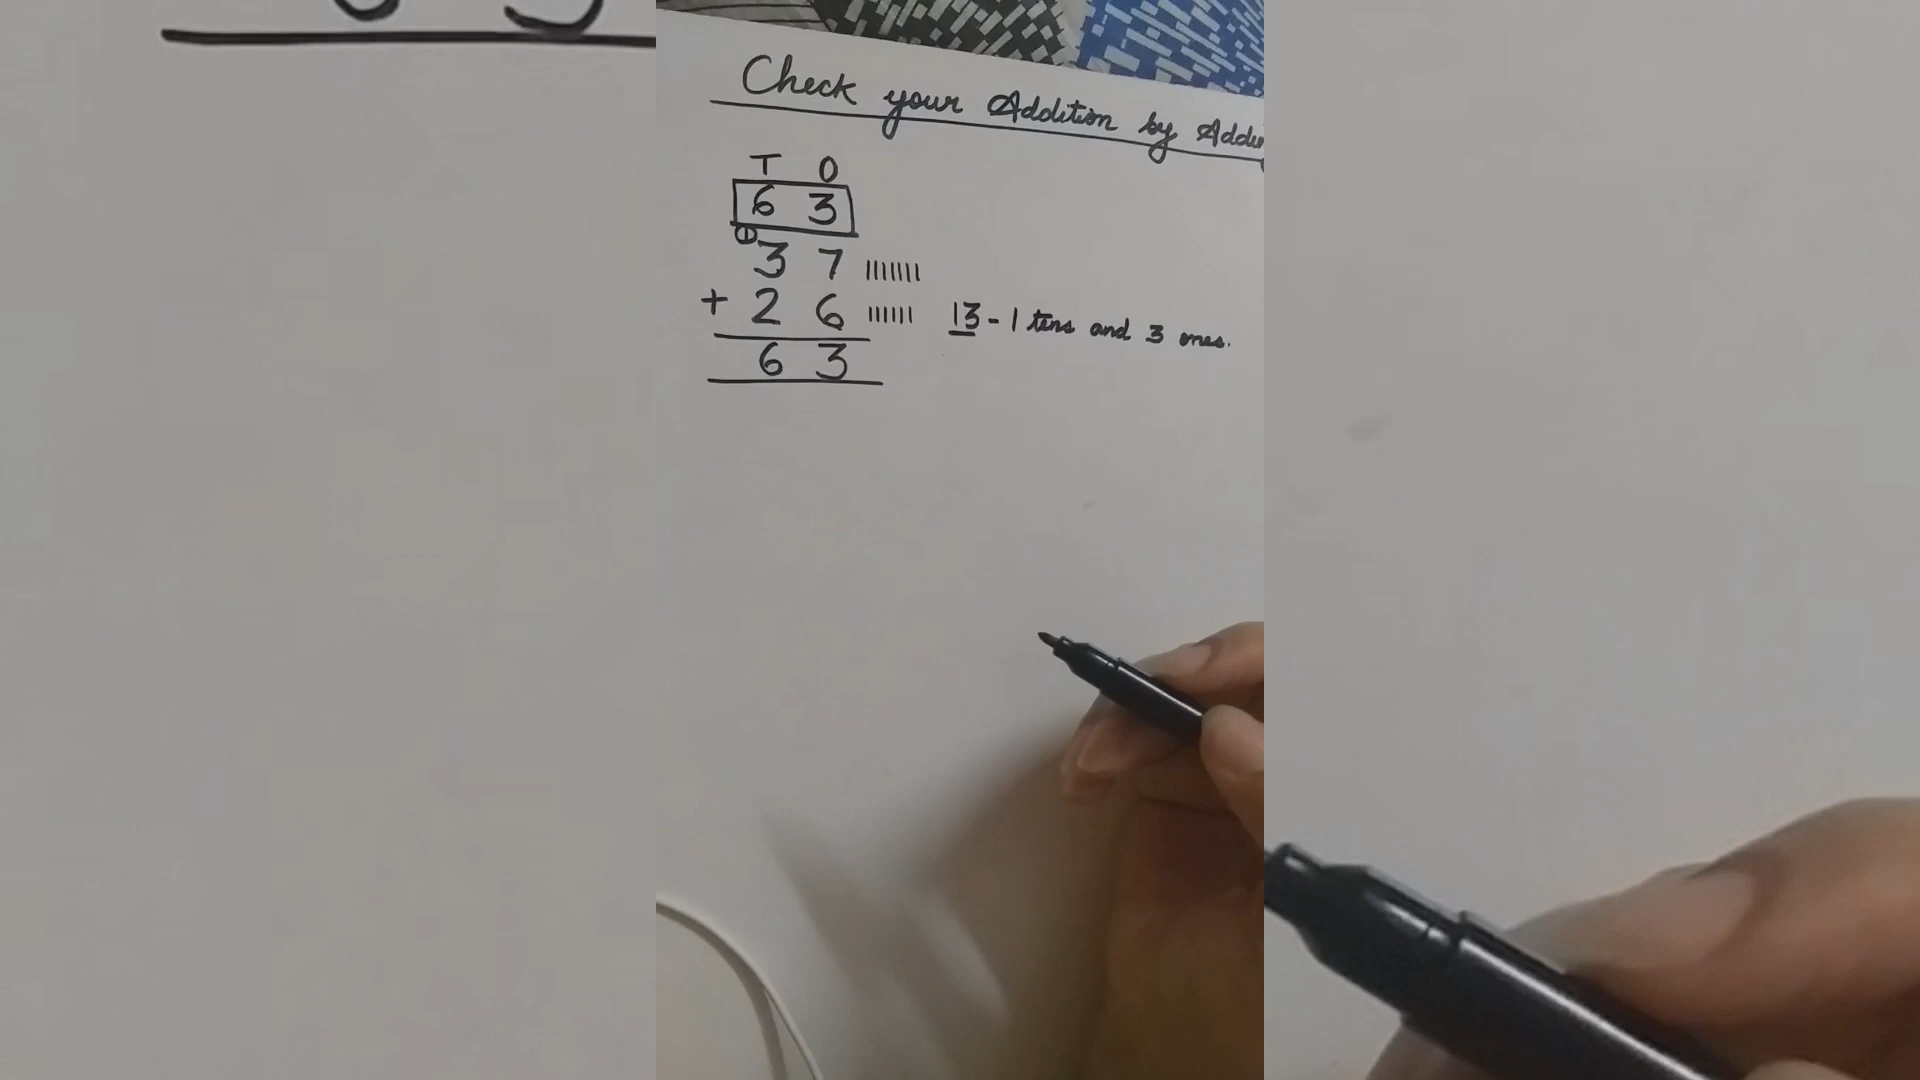 Check your Addition by
T O
6 3
1
3 7 |||||||
+ 2 6 |||||| 13 - 1 tens and 3 ones.
6 3